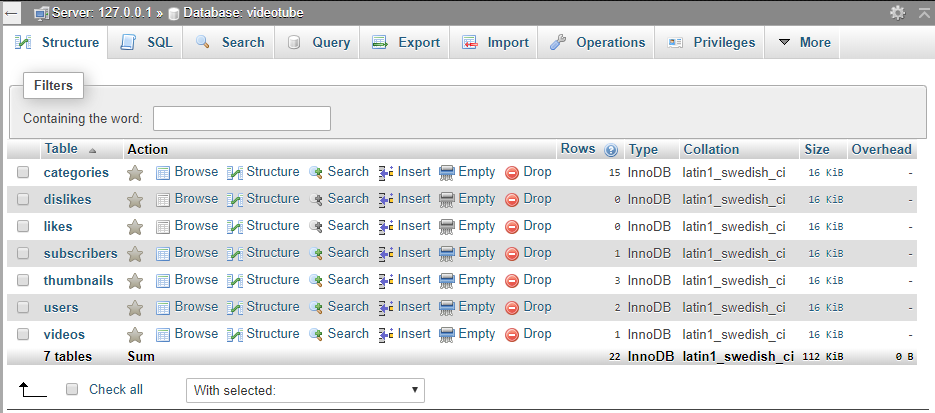 Server: 127.0.0.1 » Database: videotube
Structure SQL Search Query Export Import Operations Privileges More
Filters
Containing the word:
Table Action Rows Type Collation Size Overhead
categories Browse Structure Search Insert Empty Drop 15 InnoDB latin1_swedish_ci 16 KiB -
dislikes Browse Structure Search Insert Empty Drop 0 InnoDB latin1_swedish_ci 16 KiB -
likes Browse Structure Search Insert Empty Drop 0 InnoDB latin1_swedish_ci 16 KiB -
subscribers Browse Structure Search Insert Empty Drop 1 InnoDB latin1_swedish_ci 16 KiB -
thumbnails Browse Structure Search Insert Empty Drop 3 InnoDB latin1_swedish_ci 16 KiB -
users Browse Structure Search Insert Empty Drop 2 InnoDB latin1_swedish_ci 16 KiB -
videos Browse Structure Search Insert Empty Drop 1 InnoDB latin1_swedish_ci 16 KiB -
7 tables Sum 22 InnoDB latin1_swedish_ci 112 KiB 0 B
Check all With selected: